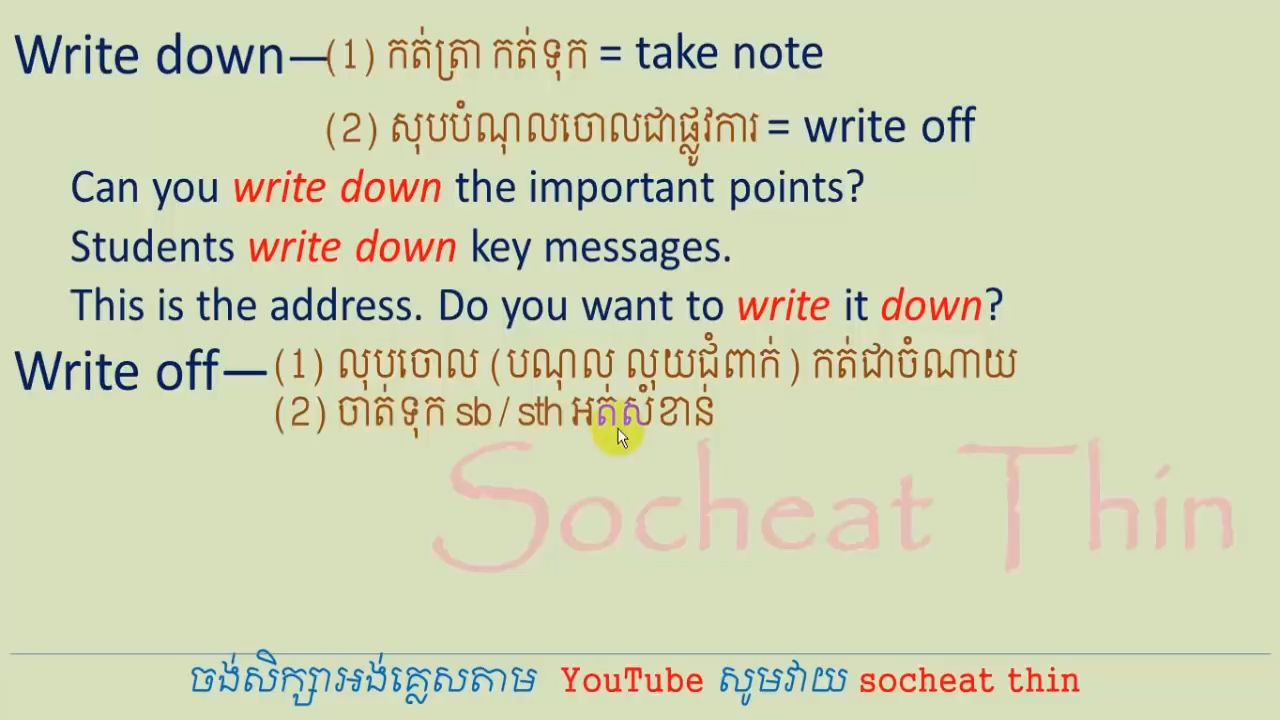 Write down—(1) កត់ត្រា កត់ទុក = take note
(2) សុបបំណុលចោលជាផ្លូវការ = write off
Can you write down the important points?
Students write down key messages.
This is the address. Do you want to write it down?
Write off—(1) លុបចោល (បណុល លុយជំពាក់) កត់ជាចំណាយ
(2) ចាត់ទុក sb / sth អត់សំខាន់
Socheat Thin
ចង់សិក្សាអង់គ្លេសតាម YouTube សូមវាយ socheat thin